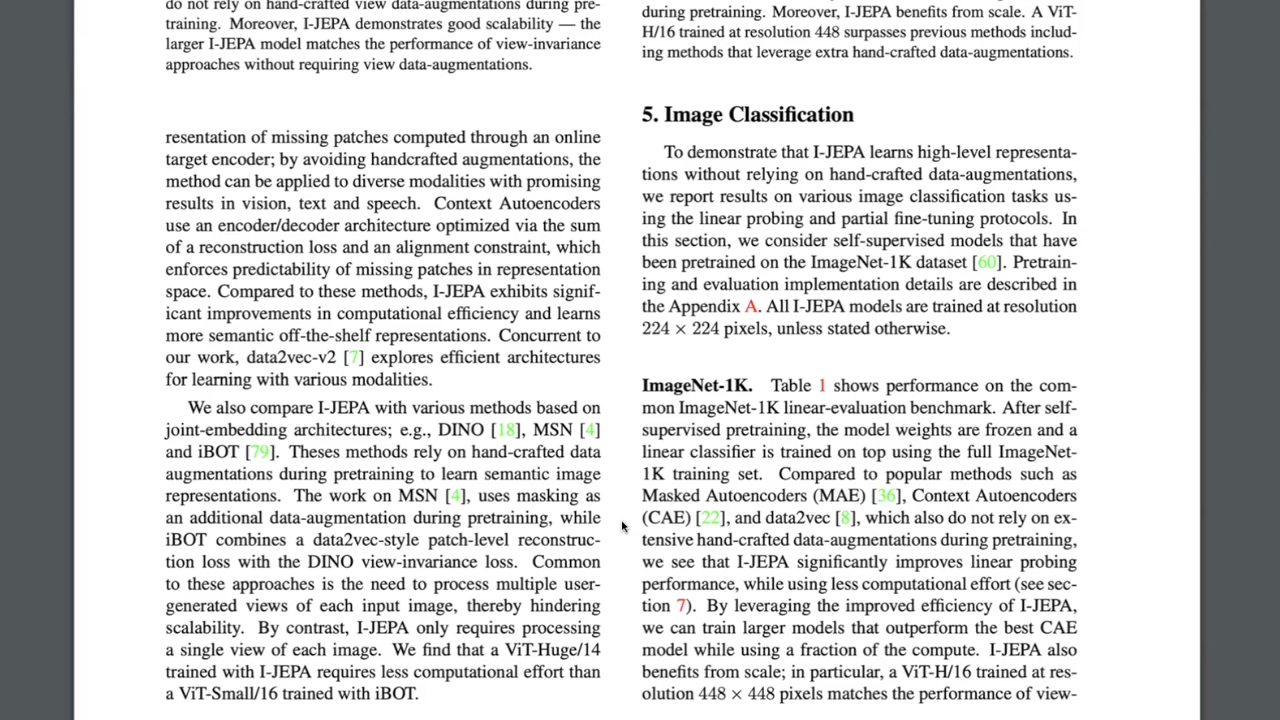 do not rely on hand-crafted view data-augmentations during pre-
training. Moreover, I-JEPA demonstrates good scalability — the
larger I-JEPA model matches the performance of view-invariance
approaches without requiring view data-augmentations.
resentation of missing patches computed through an online
target encoder; by avoiding handcrafted augmentations, the
method can be applied to diverse modalities with promising
results in vision, text and speech. Context Autoencoders
use an encoder/decoder architecture optimized via the sum
of a reconstruction loss and an alignment constraint, which
enforces predictability of missing patches in representation
space. Compared to these methods, I-JEPA exhibits signif-
icant improvements in computational efficiency and learns
more semantic off-the-shelf representations. Concurrent to
our work, data2vec-v2 [7] explores efficient architectures
for learning with various modalities.
We also compare I-JEPA with various methods based on
joint-embedding architectures; e.g., DINO [18], MSN [4]
and iBOT [79]. Theses methods rely on hand-crafted data
augmentations during pretraining to learn semantic image
representations. The work on MSN [4], uses masking as
an additional data-augmentation during pretraining, while
iBOT combines a data2vec-style patch-level reconstruc-
tion loss with the DINO view-invariance loss. Common
to these approaches is the need to process multiple user-
generated views of each input image, thereby hindering
scalability. By contrast, I-JEPA only requires processing
a single view of each image. We find that a ViT-Huge/14
trained with I-JEPA requires less computational effort than
a ViT-Small/16 trained with iBOT.
during pretraining. Moreover, I-JEPA benefits from scale. A ViT-
H/16 trained at resolution 448 surpasses previous methods includ-
ing methods that leverage extra hand-crafted data-augmentations.
5. Image Classification
To demonstrate that I-JEPA learns high-level representa-
tions without relying on hand-crafted data-augmentations,
we report results on various image classification tasks us-
ing the linear probing and partial fine-tuning protocols. In
this section, we consider self-supervised models that have
been pretrained on the ImageNet-1K dataset [60]. Pretrain-
ing and evaluation implementation details are described in
the Appendix A. All I-JEPA models are trained at resolution
224 × 224 pixels, unless stated otherwise.
ImageNet-1K. Table 1 shows performance on the com-
mon ImageNet-1K linear-evaluation benchmark. After self-
supervised pretraining, the model weights are frozen and a
linear classifier is trained on top using the full ImageNet-
1K training set. Compared to popular methods such as
Masked Autoencoders (MAE) [36], Context Autoencoders
(CAE) [22], and data2vec [8], which also do not rely on ex-
tensive hand-crafted data-augmentations during pretraining,
we see that I-JEPA significantly improves linear probing
performance, while using less computational effort (see sec-
tion 7). By leveraging the improved efficiency of I-JEPA,
we can train larger models that outperform the best CAE
model while using a fraction of the compute. I-JEPA also
benefits from scale; in particular, a ViT-H/16 trained at res-
olution 448 × 448 pixels matches the performance of view-